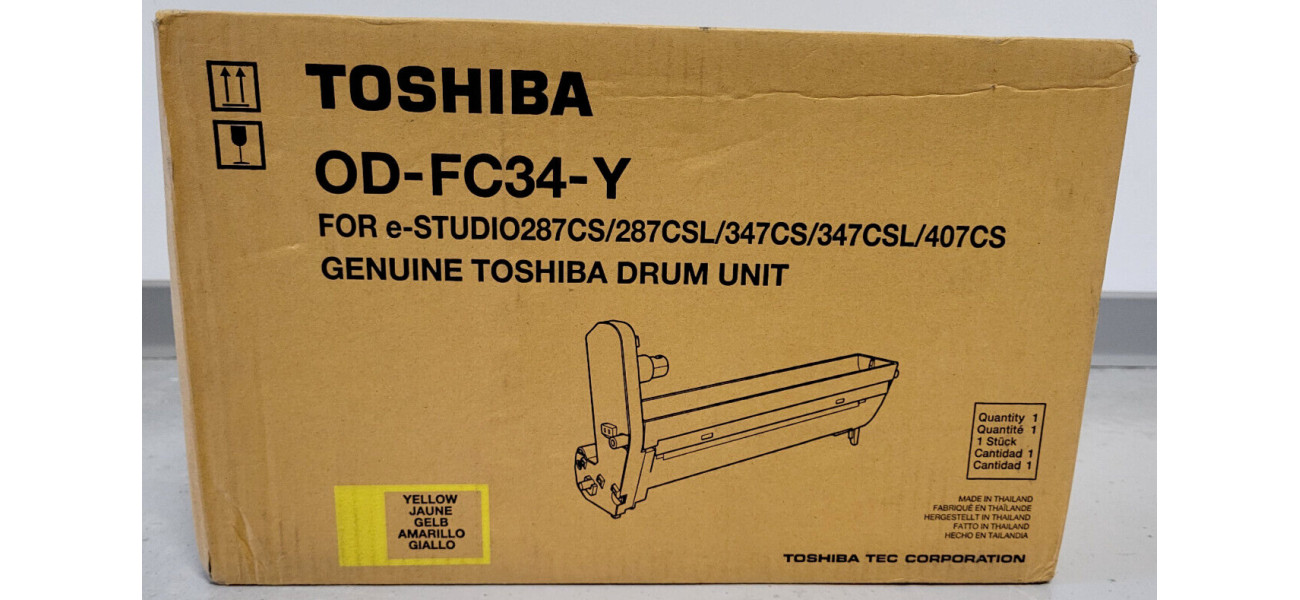 TOSHIBA
OD-FC34-Y
FOR e-STUDIO287CS/287CSL/347CS/347CSL/407CS
GENUINE TOSHIBA DRUM UNIT
Quantity 1
Quantité 1
1 Stück
Cantidad 1
Cantidad 1
YELLOW
JAUNE
GELB
AMARILLO
GIALLO
MADE IN THAILAND
FABRIQUÉ EN THAÏLANDE
HERGESTELLT IN THAILAND
FATTO IN THAILAND
HECHO EN TAILANDIA
TOSHIBA TEC CORPORATION